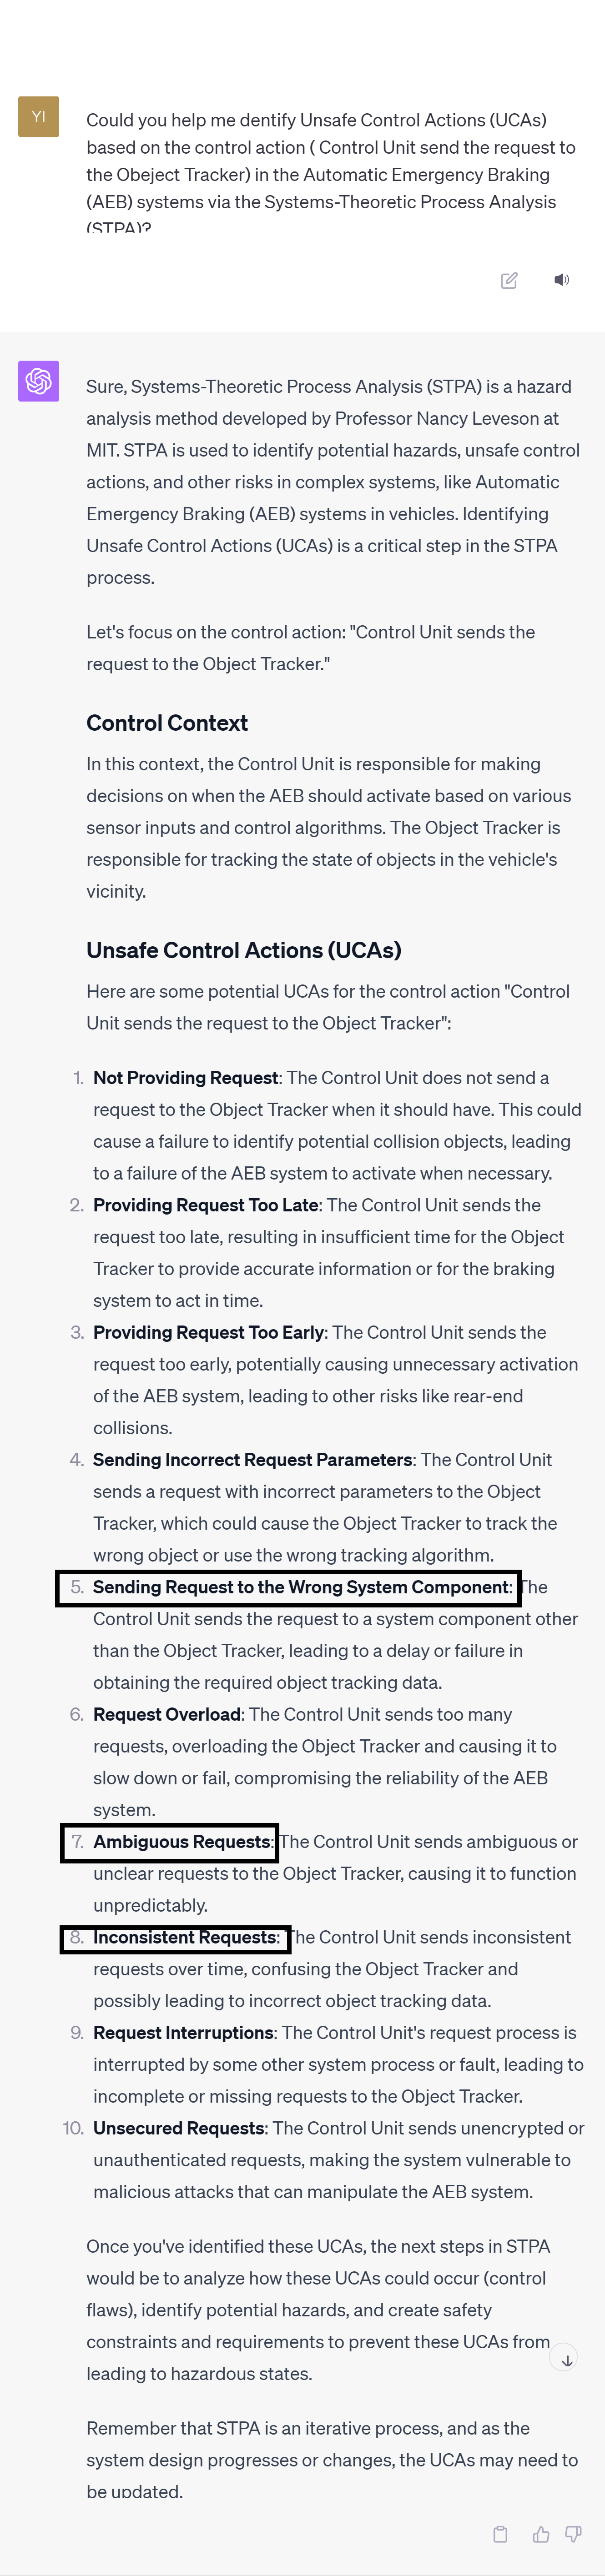 YI
Could you help me dentify Unsafe Control Actions (UCAs)
based on the control action ( Control Unit send the request to
the Obeject Tracker) in the Automatic Emergency Braking
(AEB) systems via the Systems-Theoretic Process Analysis
(STPA)?
Sure, Systems-Theoretic Process Analysis (STPA) is a hazard
analysis method developed by Professor Nancy Leveson at
MIT. STPA is used to identify potential hazards, unsafe control
actions, and other risks in complex systems, like Automatic
Emergency Braking (AEB) systems in vehicles. Identifying
Unsafe Control Actions (UCAs) is a critical step in the STPA
process.
Let's focus on the control action: "Control Unit sends the
request to the Object Tracker."
Control Context
In this context, the Control Unit is responsible for making
decisions on when the AEB should activate based on various
sensor inputs and control algorithms. The Object Tracker is
responsible for tracking the state of objects in the vehicle's
vicinity.
Unsafe Control Actions (UCAs)
Here are some potential UCAs for the control action "Control
Unit sends the request to the Object Tracker":
1. Not Providing Request: The Control Unit does not send a
request to the Object Tracker when it should have. This could
cause a failure to identify potential collision objects, leading
to a failure of the AEB system to activate when necessary.
2. Providing Request Too Late: The Control Unit sends the
request too late, resulting in insufficient time for the Object
Tracker to provide accurate information or for the braking
system to act in time.
3. Providing Request Too Early: The Control Unit sends the
request too early, potentially causing unnecessary activation
of the AEB system, leading to other risks like rear-end
collisions.
4. Sending Incorrect Request Parameters: The Control Unit
sends a request with incorrect parameters to the Object
Tracker, which could cause the Object Tracker to track the
wrong object or use the wrong tracking algorithm.
5. Sending Request to the Wrong System Component: The
Control Unit sends the request to a system component other
than the Object Tracker, leading to a delay or failure in
obtaining the required object tracking data.
6. Request Overload: The Control Unit sends too many
requests, overloading the Object Tracker and causing it to
slow down or fail, compromising the reliability of the AEB
system.
7. Ambiguous Requests: The Control Unit sends ambiguous or
unclear requests to the Object Tracker, causing it to function
unpredictably.
8. Inconsistent Requests: The Control Unit sends inconsistent
requests over time, confusing the Object Tracker and
possibly leading to incorrect object tracking data.
9. Request Interruptions: The Control Unit's request process is
interrupted by some other system process or fault, leading to
incomplete or missing requests to the Object Tracker.
10. Unsecured Requests: The Control Unit sends unencrypted or
unauthenticated requests, making the system vulnerable to
malicious attacks that can manipulate the AEB system.
Once you've identified these UCAs, the next steps in STPA
would be to analyze how these UCAs could occur (control
flaws), identify potential hazards, and create safety
constraints and requirements to prevent these UCAs from
leading to hazardous states.
Remember that STPA is an iterative process, and as the
system design progresses or changes, the UCAs may need to
be updated.